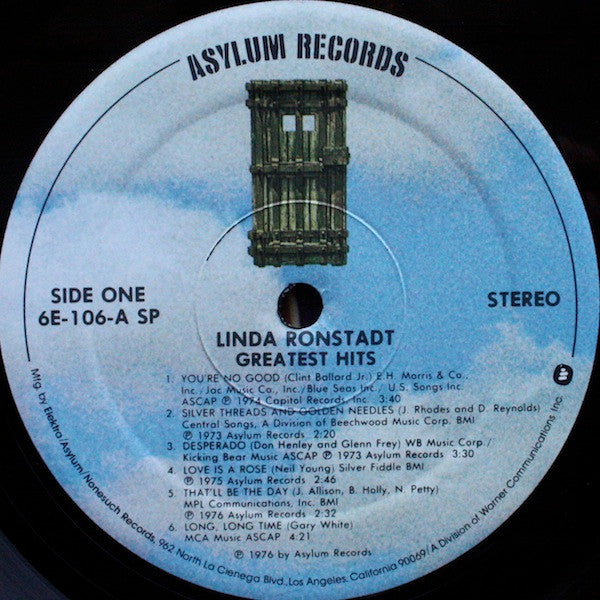 ASYLUM RECORDS
SIDE ONE
6E-106-A SP
STEREO
LINDA RONSTADT
GREATEST HITS
1. YOU'RE NO GOOD (Clint Ballard Jr.) E.H. Morris & Co.,
Inc./Jac Music Co., Inc./Blue Seas Inc./ U.S. Songs Inc.
ASCAP ℗ 1974 Capitol Records, Inc. 3:40
2. SILVER THREADS AND GOLDEN NEEDLES (J. Rhodes and D. Reynolds)
Central Songs, A Division of Beechwood Music Corp. BMI
℗ 1973 Asylum Records 2:20
3. DESPERADO (Don Henley and Glenn Frey) WB Music Corp./
Kicking Bear Music ASCAP ℗ 1973 Asylum Records 3:30
4. LOVE IS A ROSE (Neil Young) Silver Fiddle BMI
℗ 1975 Asylum Records 2:46
5. THAT'LL BE THE DAY (J. Allison, B. Holly, N. Petty)
MPL Communications, Inc. BMI
℗ 1976 Asylum Records 2:32
6. LONG, LONG TIME (Gary White)
MCA Music ASCAP 4:21
℗ 1976 by Asylum Records
Mfg by Elektra/Asylum/Nonesuch Records, 962 North La Cienega Blvd., Los Angeles, California 90069/A Division of Warner Communications Inc.